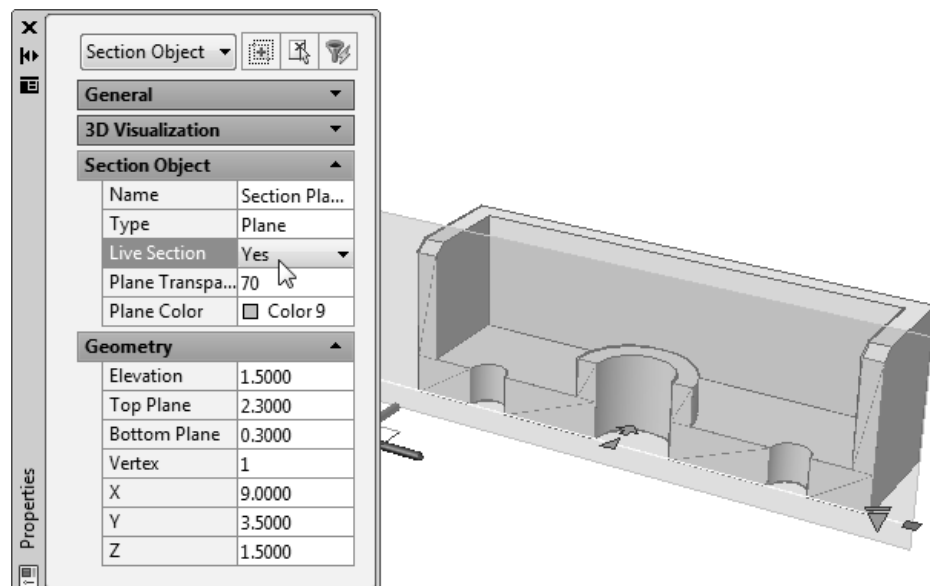 Section Object
General
3D Visualization
Section Object
Name Section Pla...
Type Plane
Live Section Yes
Plane Transpa... 70
Plane Color Color 9
Geometry
Elevation 1.5000
Top Plane 2.3000
Bottom Plane 0.3000
Vertex 1
X 9.0000
Y 3.5000
Z 1.5000
Properties